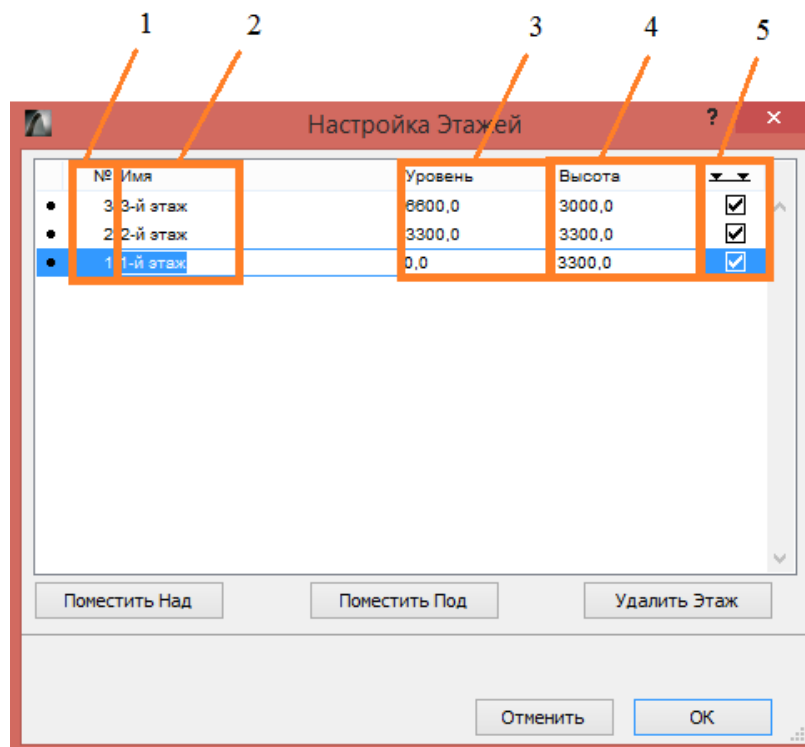 1 2 3 4 5
Настройка Этажей ? ×
№ Имя Уровень Высота
3 3-й этаж 6600,0 3000,0
2 2-й этаж 3300,0 3300,0
1 1-й этаж 0,0 3300,0
Поместить Над Поместить Под Удалить Этаж
Отменить ОК